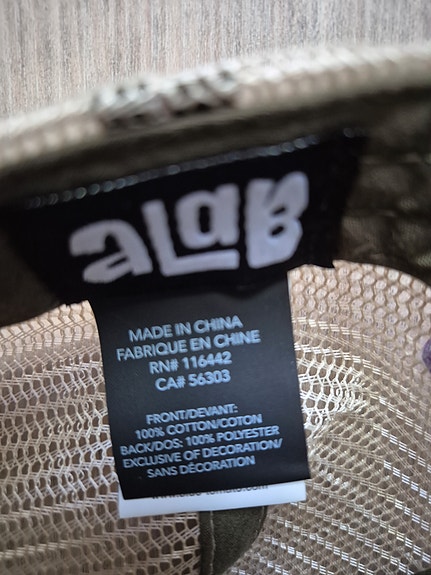 MADE IN CHINA
FABRIQUE EN CHINE
RN# 116442
CA# 56303
FRONT/DEVANT:
100% COTTON/COTON
BACK/DOS: 100% POLYESTER
EXCLUSIVE OF DECORATION/
SANS DÉCORATION